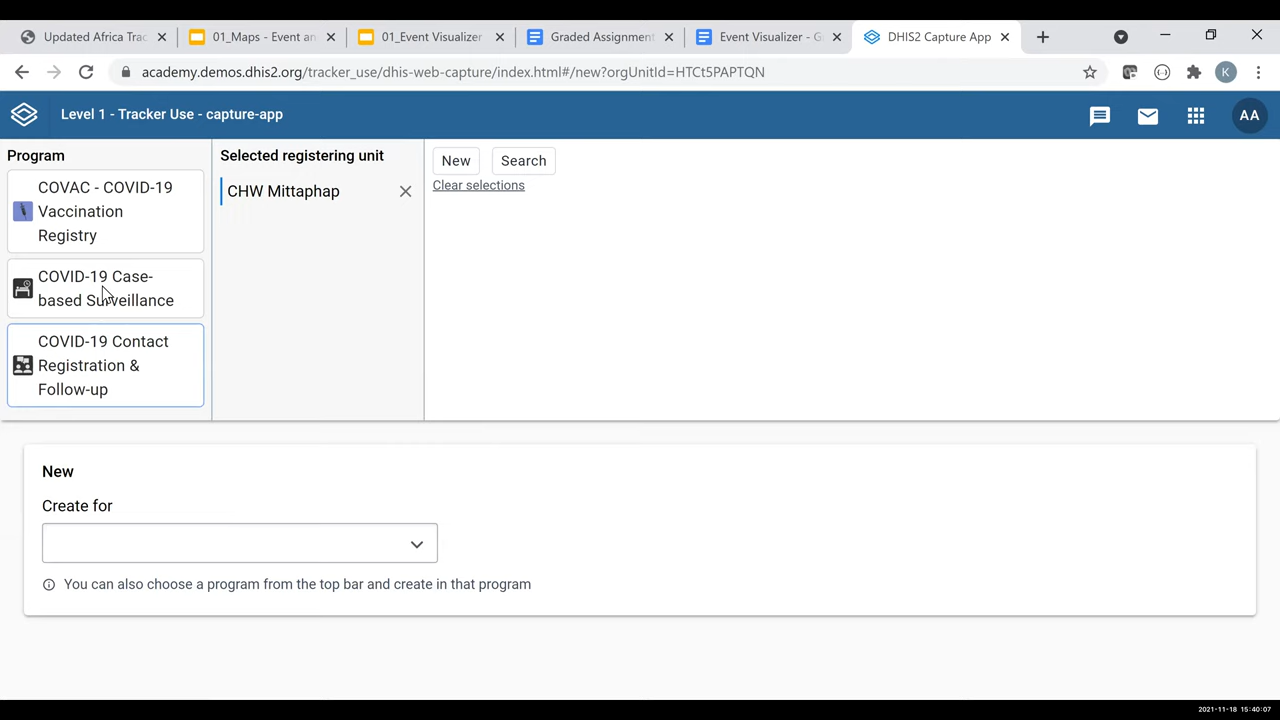 Updated Africa Trac
01_Maps - Event an
01_Event Visualizer
Graded Assignment
Event Visualizer - G
DHIS2 Capture App
academy.demos.dhis2.org/tracker_use/dhis-web-capture/index.html#/new?orgUnitId=HTCt5PAPTQN
K
Level 1 - Tracker Use - capture-app
AA
Program
COVAC - COVID-19
Vaccination
Registry
COVID-19 Case-
based Surveillance
COVID-19 Contact
Registration &
Follow-up
Selected registering unit
CHW Mittaphap
New
Search
Clear selections
New
Create for
You can also choose a program from the top bar and create in that program
2021-11-18 15:40:07